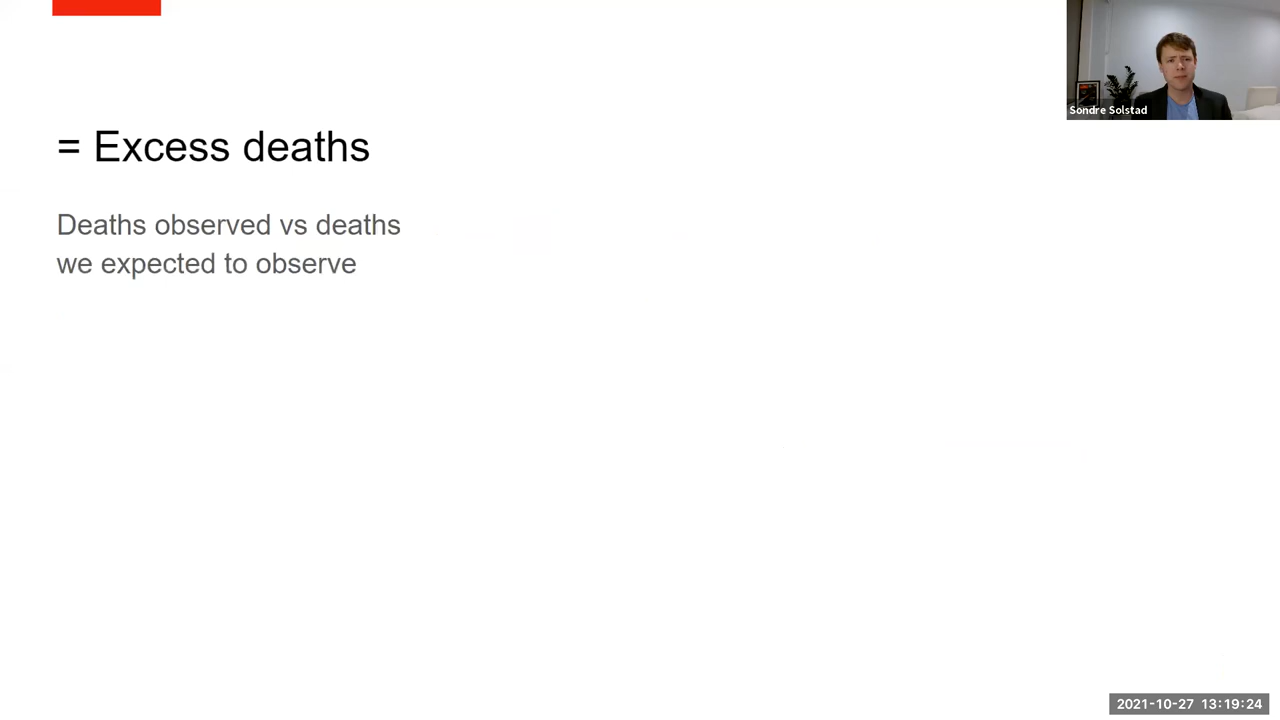 Sondre Solstad
= Excess deaths
Deaths observed vs deaths
we expected to observe
2021-10-27 13:19:24